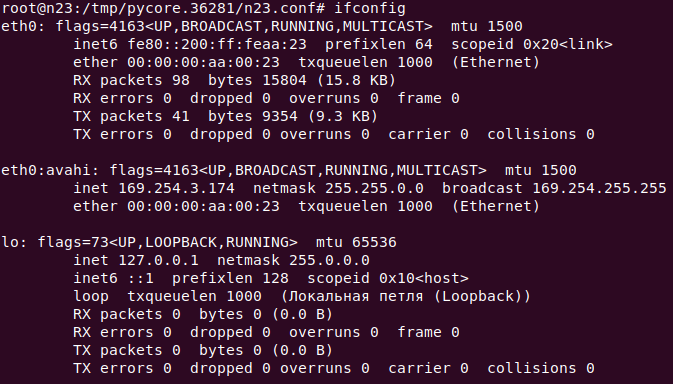 root@n23:/tmp/pycore.36281/n23.conf# ifconfig
eth0: flags=4163<UP,BROADCAST,RUNNING,MULTICAST>  mtu 1500
        inet6 fe80::200:ff:feaa:23  prefixlen 64  scopeid 0x20<link>
        ether 00:00:00:aa:00:23  txqueuelen 1000  (Ethernet)
        RX packets 98  bytes 15804 (15.8 KB)
        RX errors 0  dropped 0  overruns 0  frame 0
        TX packets 41  bytes 9354 (9.3 KB)
        TX errors 0  dropped 0 overruns 0  carrier 0  collisions 0

eth0:avahi: flags=4163<UP,BROADCAST,RUNNING,MULTICAST>  mtu 1500
        inet 169.254.3.174  netmask 255.255.0.0  broadcast 169.254.255.255
        ether 00:00:00:aa:00:23  txqueuelen 1000  (Ethernet)

lo: flags=73<UP,LOOPBACK,RUNNING>  mtu 65536
        inet 127.0.0.1  netmask 255.0.0.0
        inet6 ::1  prefixlen 128  scopeid 0x10<host>
        loop  txqueuelen 1000  (Локальная петля (Loopback))
        RX packets 0  bytes 0 (0.0 B)
        RX errors 0  dropped 0  overruns 0  frame 0
        TX packets 0  bytes 0 (0.0 B)
        TX errors 0  dropped 0 overruns 0  carrier 0  collisions 0